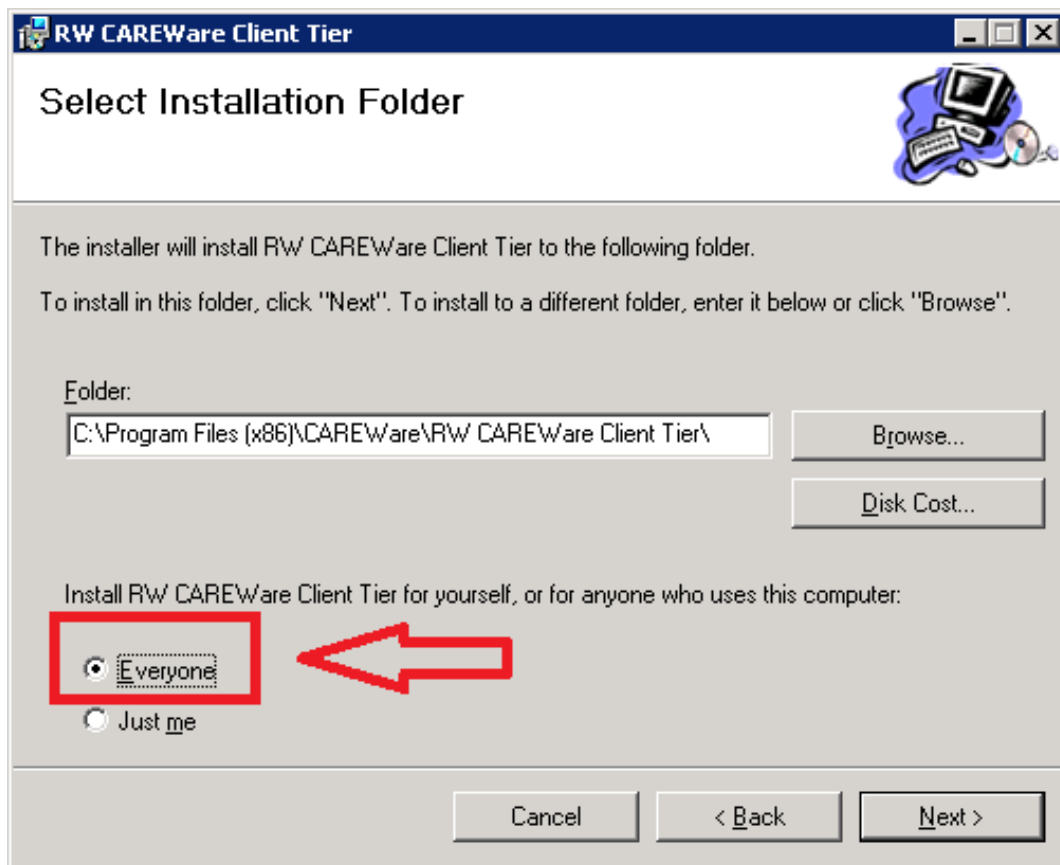 RW CAREWare Client Tier
Select Installation Folder
The installer will install RW CAREWare Client Tier to the following folder.
To install in this folder, click "Next". To install to a different folder, enter it below or click "Browse".
Folder:
C:\Program Files (x86)\CAREWare\RW CAREWare Client Tier\
Browse...
Disk Cost...
Install RW CAREWare Client Tier for yourself, or for anyone who uses this computer:
Everyone
Just me
Cancel
< Back
Next >